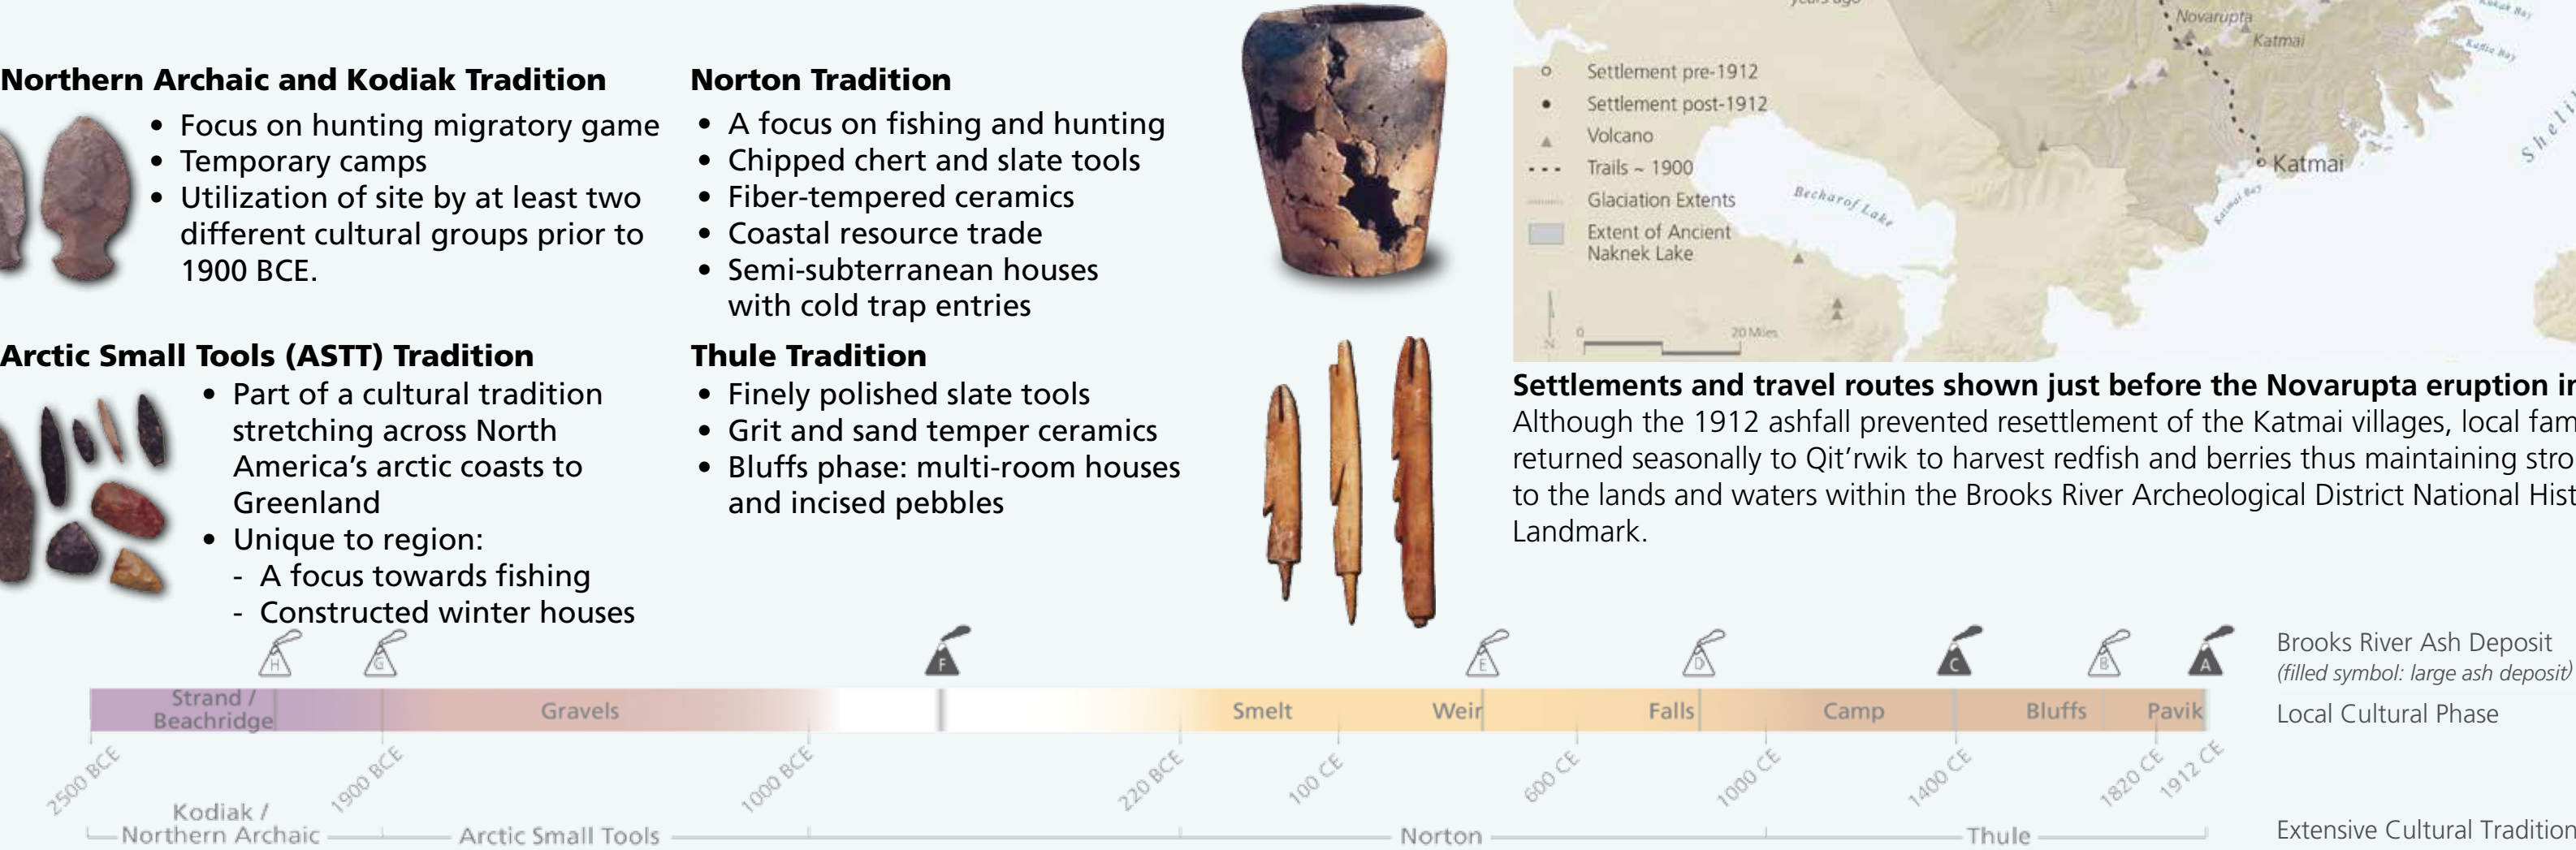 Northern Archaic and Kodiak Tradition
• Focus on hunting migratory game
• Temporary camps
• Utilization of site by at least two
different cultural groups prior to
1900 BCE.
Arctic Small Tools (ASTT) Tradition
• Part of a cultural tradition
stretching across North
America's arctic coasts to
Greenland
• Unique to region:
- A focus towards fishing
- Constructed winter houses
Norton Tradition
• A focus on fishing and hunting
• Chipped chert and slate tools
• Fiber-tempered ceramics
• Coastal resource trade
• Semi-subterranean houses
with cold trap entries
Thule Tradition
• Finely polished slate tools
• Grit and sand temper ceramics
• Bluffs phase: multi-room houses
and incised pebbles
years ago
Novarupta
Katmai
Kukak Bay
Kaflia Bay
Settlement pre-1912
Settlement post-1912
Volcano
Trails ~ 1900
Glaciation Extents
Extent of Ancient
Naknek Lake
Becharof Lake
Katmai
Katmai Bay
Sheli
N
0 20 Miles
Settlements and travel routes shown just before the Novarupta eruption in
Although the 1912 ashfall prevented resettlement of the Katmai villages, local fam
returned seasonally to Qit'rwik to harvest redfish and berries thus maintaining stro
to the lands and waters within the Brooks River Archeological District National Hist
Landmark.
H G F E D C B A
Brooks River Ash Deposit
(filled symbol: large ash deposit)
Strand /
Beachridge
Gravels Smelt Weir Falls Camp Bluffs Pavik
Local Cultural Phase
2500 BCE 1900 BCE 1000 BCE 220 BCE 100 CE 600 CE 1000 CE 1400 CE 1820 CE 1912 CE
Kodiak /
Northern Archaic
Arctic Small Tools Norton Thule
Extensive Cultural Tradition